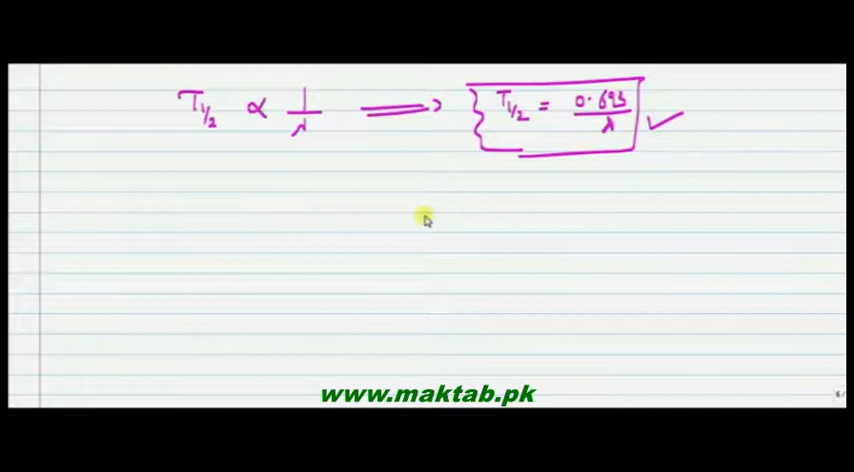 T1/2 ∝ 1/λ ⟹ T1/2 = 0.693/λ ✓
www.maktab.pk